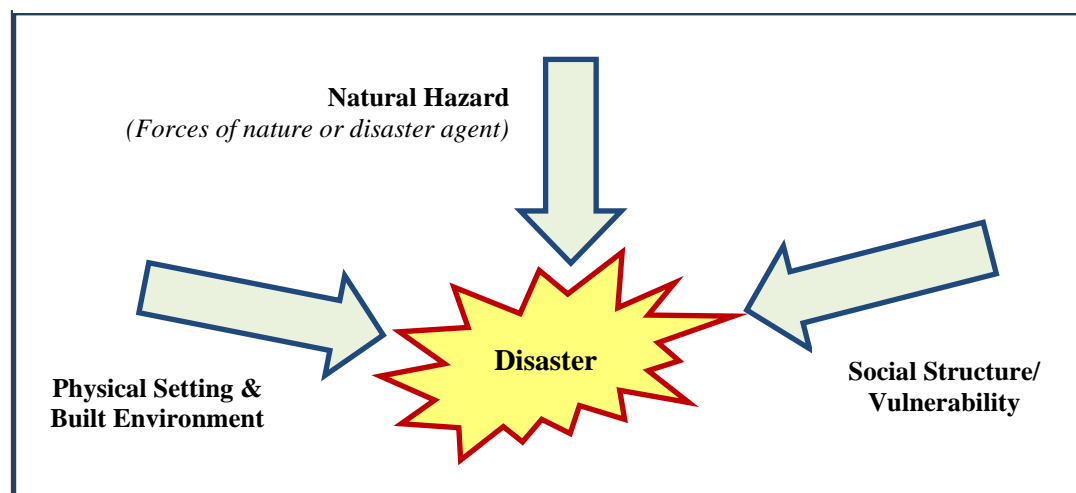 Natural Hazard
(Forces of nature or disaster agent)
Disaster
Physical Setting &
Built Environment
Social Structure/
Vulnerability